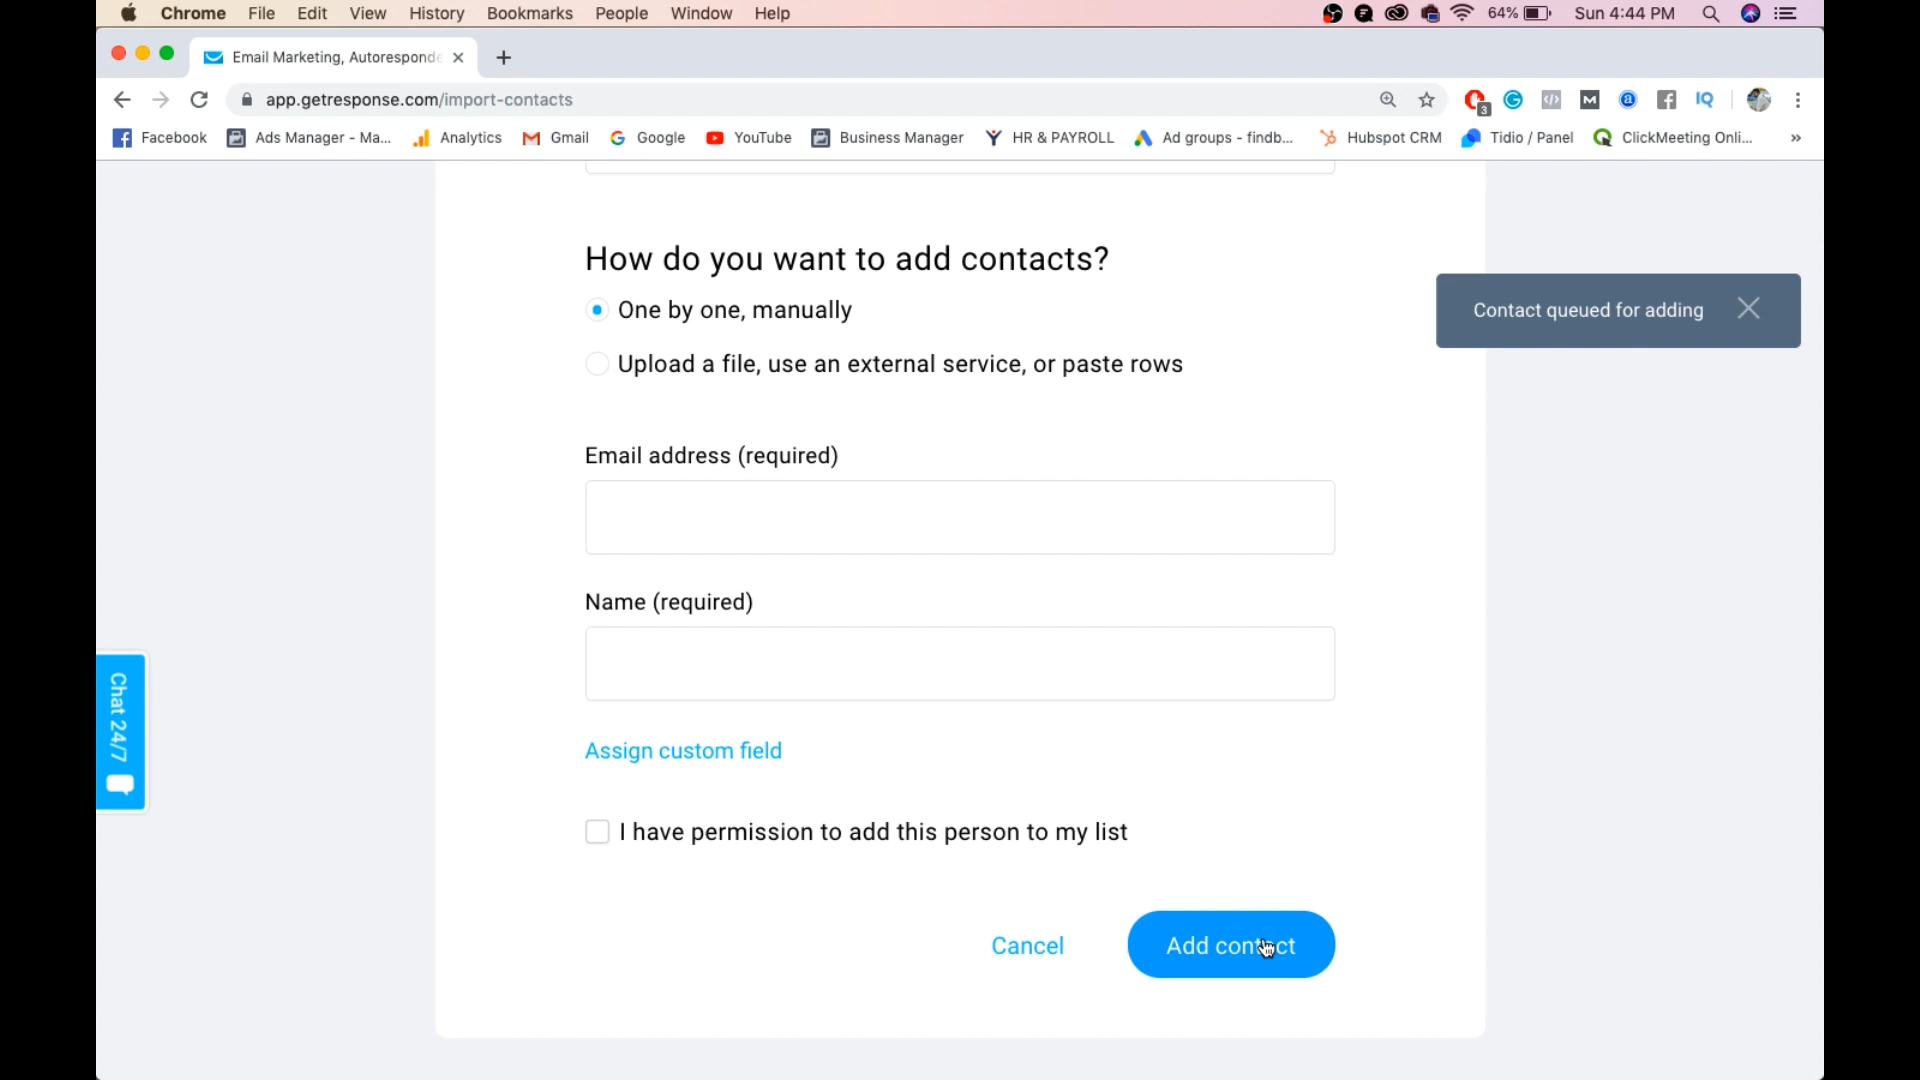 Chrome File Edit View History Bookmarks People Window Help 64% Sun 4:44 PM
Email Marketing, Autoresponde
app.getresponse.com/import-contacts 3 IQ
Facebook Ads Manager - Ma... Analytics Gmail Google YouTube Business Manager HR & PAYROLL Ad groups - findb... Hubspot CRM Tidio / Panel ClickMeeting Onli... »
How do you want to add contacts?
One by one, manually
Contact queued for adding
Upload a file, use an external service, or paste rows
Email address (required)
Name (required)
Chat 24/7
Assign custom field
I have permission to add this person to my list
Cancel Add contact